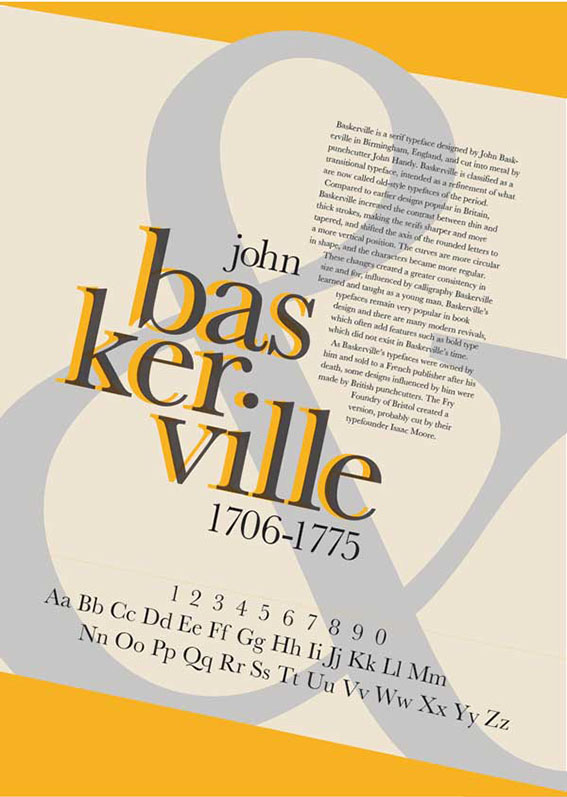 &
Baskerville is a serif typeface designed by John Bask-
erville in Birmingham, England, and cut into metal by
punchcutter John Handy. Baskerville is classified as a
transitional typeface, intended as a refinement of what
are now called old-style typefaces of the period.
Compared to earlier designs popular in Britain,
Baskerville increased the contrast between thin and
thick strokes, making the serifs sharper and more
tapered, and shifted the axis of the rounded letters to
a more vertical position. The curves are more circular
in shape, and the characters became more regular.
These changes created a greater consistency in
size and for, influenced by calligraphy Baskerville
learned and taught as a young man. Baskerville's
typefaces remain very popular in book
design and there are many modern revivals,
which often add features such as bold type
which did not exist in Baskerville's time.
As Baskerville's typefaces were owned by
him and sold to a French publisher after his
death, some designs influenced by him were
made by British punchcutters. The Fry
Foundry of Bristol created a
version, probably cut by their
typefounder Isaac Moore.
john
bas
ker
ville
1706-1775
1 2 3 4 5 6 7 8 9 0
Aa Bb Cc Dd Ee Ff Gg Hh Ii Jj Kk Ll Mm
Nn Oo Pp Qq Rr Ss Tt Uu Vv Ww Xx Yy Zz